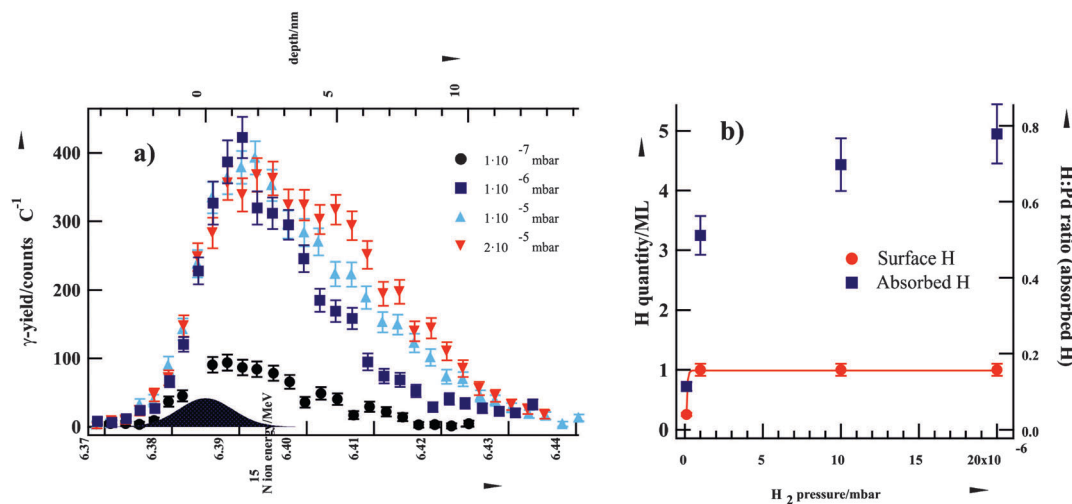 depth/nm
0
5
10
a)
400
300
200
100
0
γ-yield/counts C⁻¹
1·10 ⁻⁷ mbar
1·10 ⁻⁶ mbar
1·10 ⁻⁵ mbar
2·10 ⁻⁵ mbar
6.37
6.38
6.39
6.40
6.41
6.42
6.43
6.44
¹⁵N ion energy/MeV
b)
H quantity/ML
5
4
3
2
1
0
H:Pd ratio (absorbed H)
0.8
0.6
0.4
0.2
0.0
Surface H
Absorbed H
0
5
10
15
20x10⁻⁶
H₂ pressure/mbar